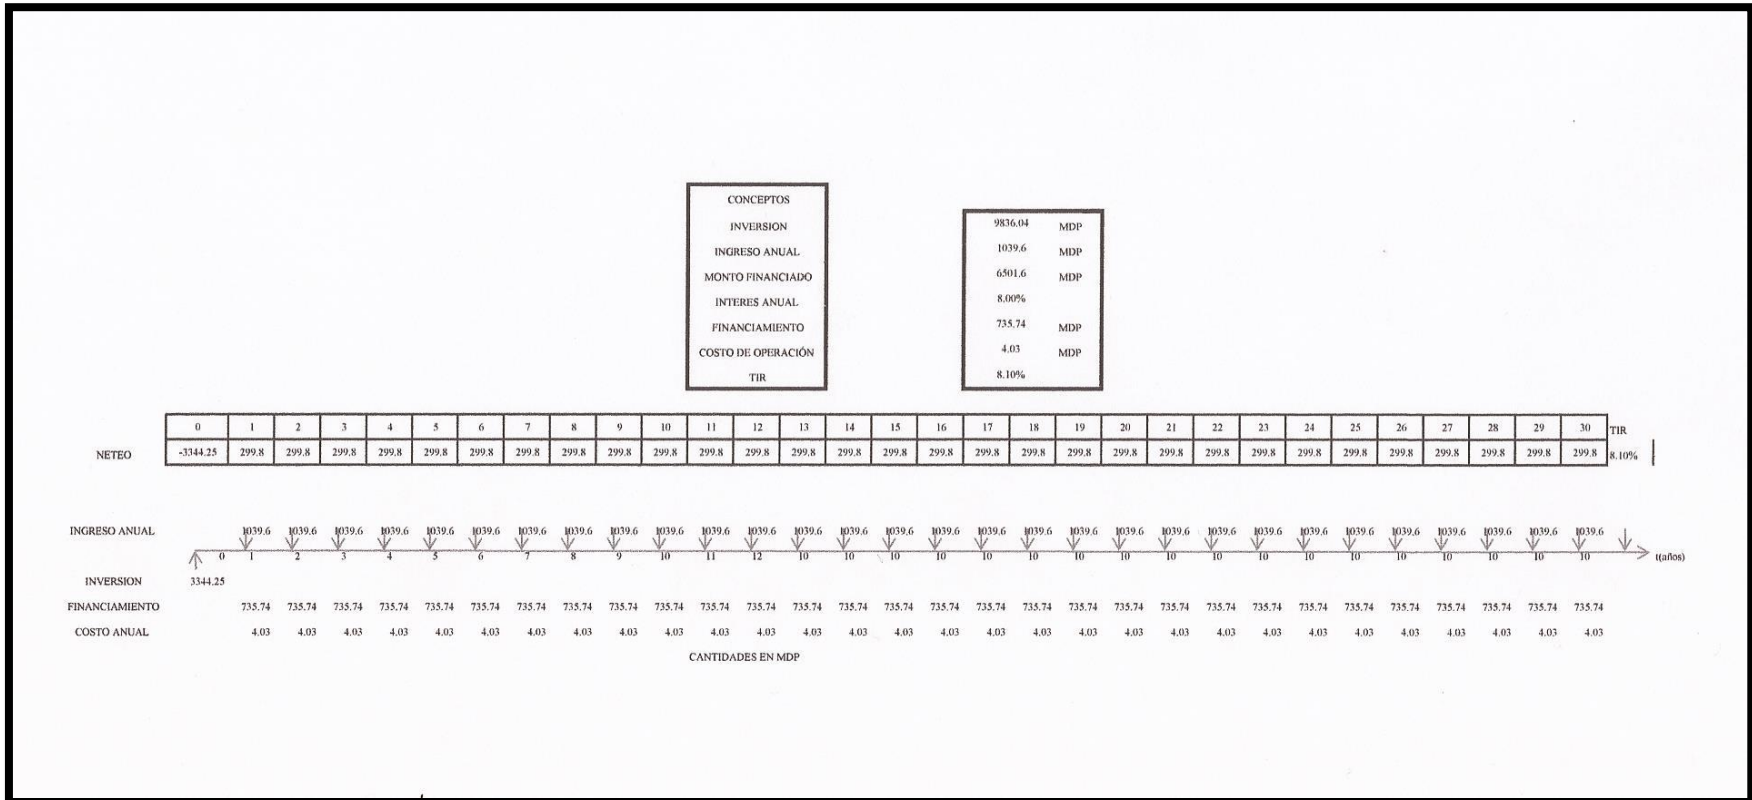 CONCEPTOS
INVERSION 9836.04 MDP
INGRESO ANUAL 1039.6 MDP
MONTO FINANCIADO 6501.6 MDP
INTERES ANUAL 8.00%
FINANCIAMIENTO 735.74 MDP
COSTO DE OPERACIÓN 4.03 MDP
TIR 8.10%
0 1 2 3 4 5 6 7 8 9 10 11 12 13 14 15 16 17 18 19 20 21 22 23 24 25 26 27 28 29 30 TIR
NETEO -3344.25 299.8 299.8 299.8 299.8 299.8 299.8 299.8 299.8 299.8 299.8 299.8 299.8 299.8 299.8 299.8 299.8 299.8 299.8 299.8 299.8 299.8 299.8 299.8 299.8 299.8 299.8 299.8 299.8 299.8 299.8 8.10%
INGRESO ANUAL 1039.6 1039.6 1039.6 1039.6 1039.6 1039.6 1039.6 1039.6 1039.6 1039.6 1039.6 1039.6 1039.6 1039.6 1039.6 1039.6 1039.6 1039.6 1039.6 1039.6 1039.6 1039.6 1039.6 1039.6 1039.6 1039.6 1039.6 1039.6 1039.6 1039.6
0 1 2 3 4 5 6 7 8 9 10 11 12 10 10 10 10 10 10 10 10 10 10 10 10 10 10 10 10 10 10 t(años)
INVERSION 3344.25
FINANCIAMIENTO 735.74 735.74 735.74 735.74 735.74 735.74 735.74 735.74 735.74 735.74 735.74 735.74 735.74 735.74 735.74 735.74 735.74 735.74 735.74 735.74 735.74 735.74 735.74 735.74 735.74 735.74 735.74 735.74 735.74 735.74
COSTO ANUAL 4.03 4.03 4.03 4.03 4.03 4.03 4.03 4.03 4.03 4.03 4.03 4.03 4.03 4.03 4.03 4.03 4.03 4.03 4.03 4.03 4.03 4.03 4.03 4.03 4.03 4.03 4.03 4.03 4.03 4.03
CANTIDADES EN MDP